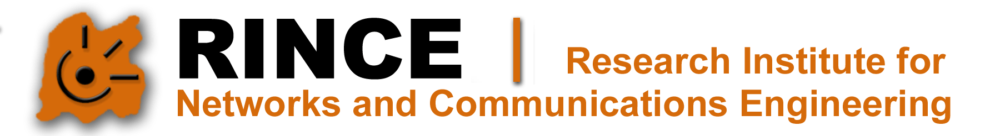 RINCE | Research Institute for
Networks and Communications Engineering